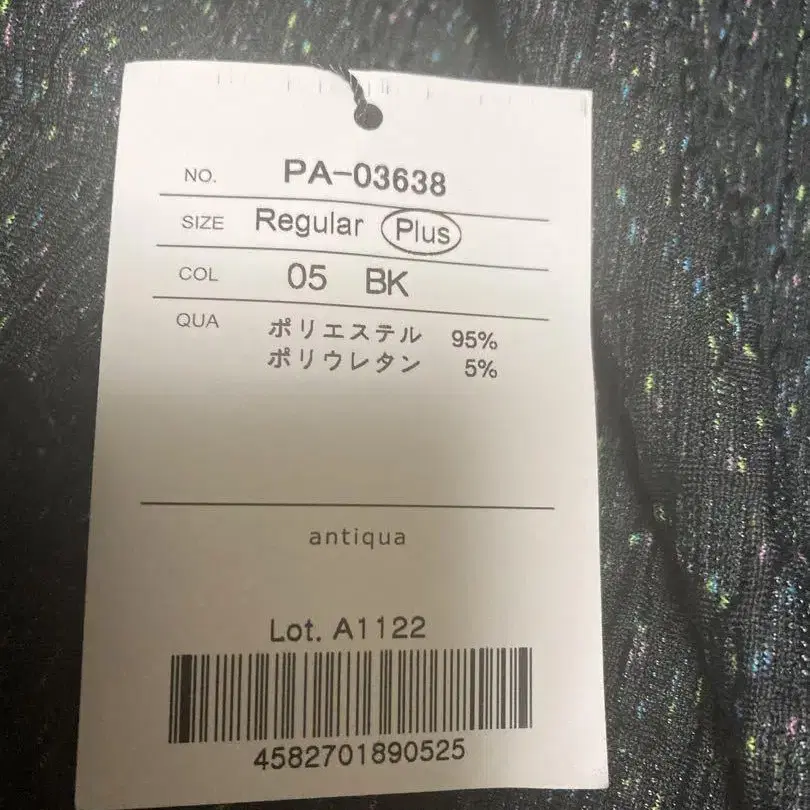 NO. PA-03638
SIZE Regular Plus
COL 05 BK
QUA ポリエステル 95%
ポリウレタン 5%
antiqua
Lot. A1122
4582701890525